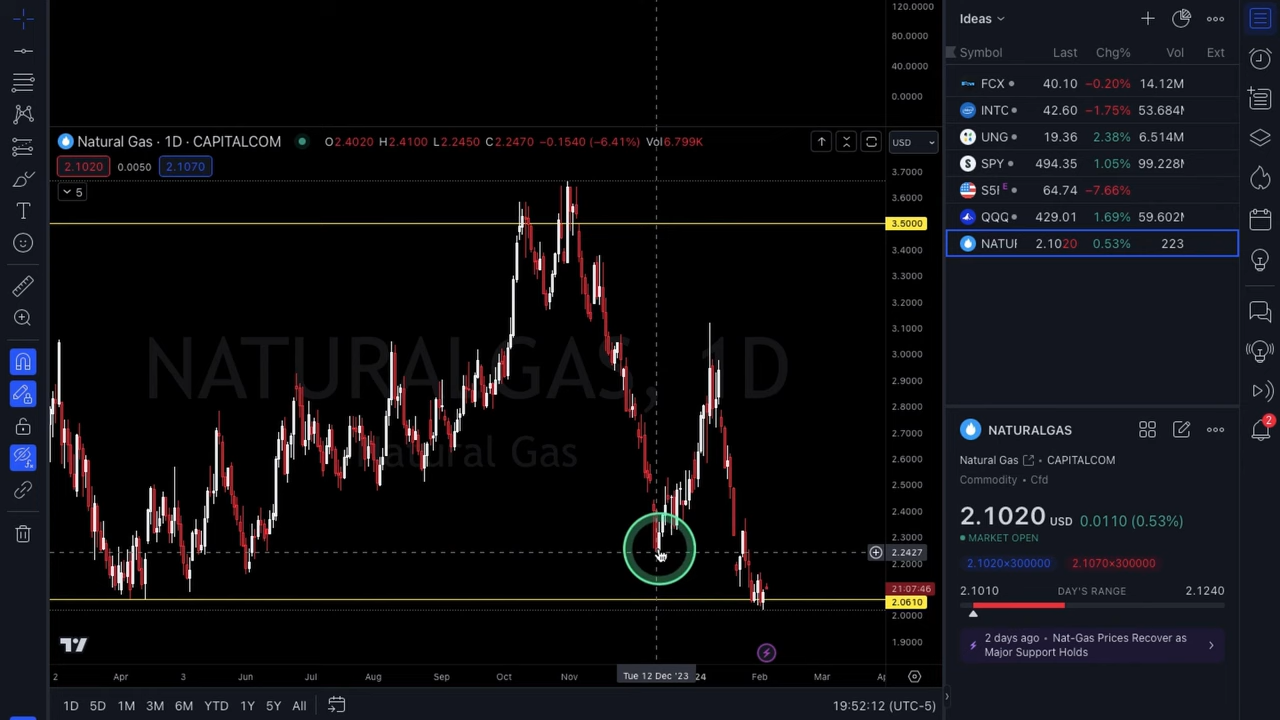 120.0000
80.0000
40.0000
0.0000
Natural Gas · 1D · CAPITALCOM O2.4020 H2.4100 L2.2450 C2.2470 −0.1540 (−6.41%) Vol6.799K
USD
2.1020 0.0050 2.1070
5
3.7000
3.6000
3.5000
3.4000
3.3000
3.2000
3.1000
3.0000
2.9000
2.8000
2.7000
2.6000
2.5000
2.4000
2.3000
2.2427
2.2000
21:07:46
2.0610
2.0000
1.9000
NATURALGAS, 1D
Natural Gas
2 Apr 3 Jun Jul Aug Sep Oct Nov Tue 12 Dec '23 24 Feb Mar
1D 5D 1M 3M 6M YTD 1Y 5Y All
19:52:12 (UTC-5)
Ideas
Symbol Last Chg% Vol Ext
FCX 40.10 −0.20% 14.12M
INTC 42.60 −1.75% 53.684M
UNG 19.36 2.38% 6.514M
SPY 494.35 1.05% 99.228M
S5I E 64.74 −7.66%
QQQ 429.01 1.69% 59.602M
NATUR 2.1020 0.53% 223
NATURALGAS
Natural Gas · CAPITALCOM
Commodity · Cfd
2.1020 USD 0.0110 (0.53%)
MARKET OPEN
2.1020×300000 2.1070×300000
2.1010 DAY'S RANGE 2.1240
2 days ago · Nat-Gas Prices Recover as
Major Support Holds
2